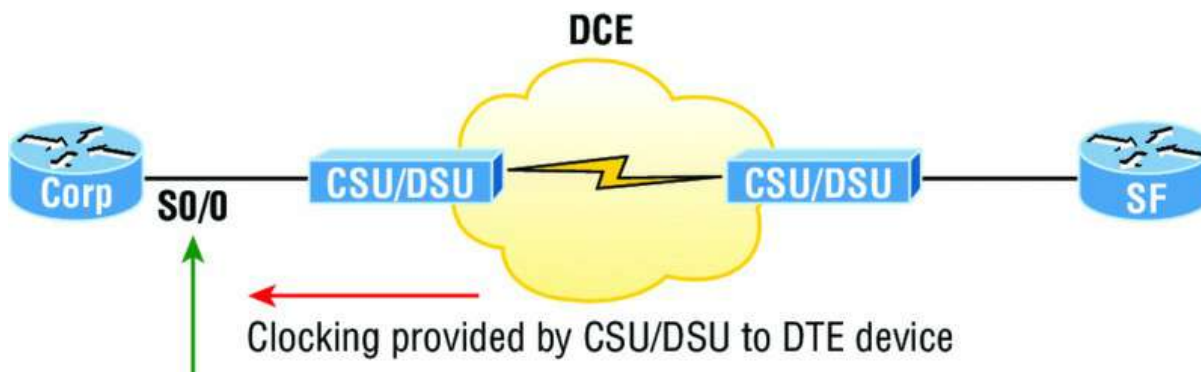 DCE
Corp
S0/0
CSU/DSU
CSU/DSU
SF
Clocking provided by CSU/DSU to DTE device